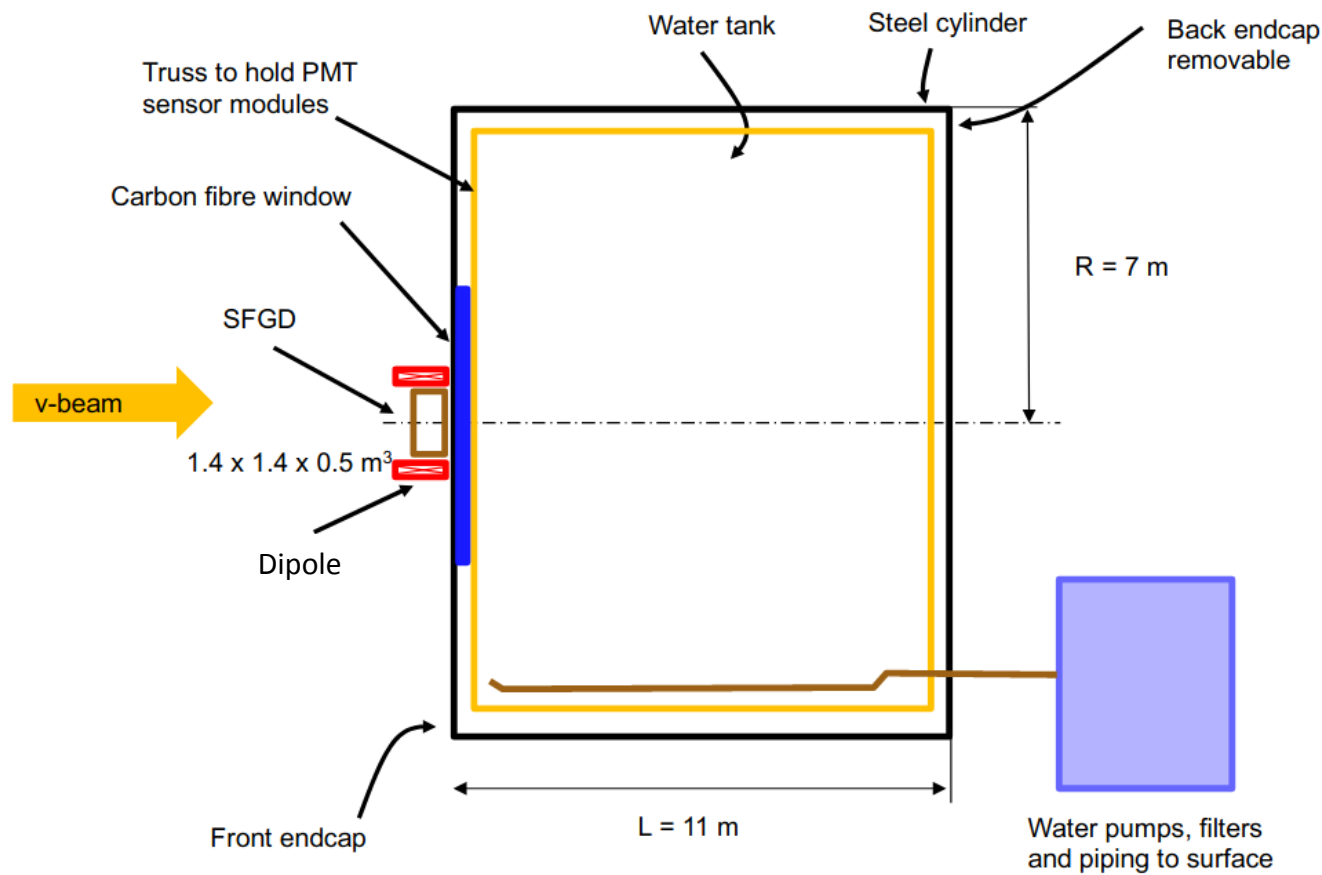 Water tank
Steel cylinder
Back endcap
removable
Truss to hold PMT
sensor modules
Carbon fibre window
R = 7 m
SFGD
ν-beam
1.4 x 1.4 x 0.5 m³
Dipole
Front endcap
L = 11 m
Water pumps, filters
and piping to surface